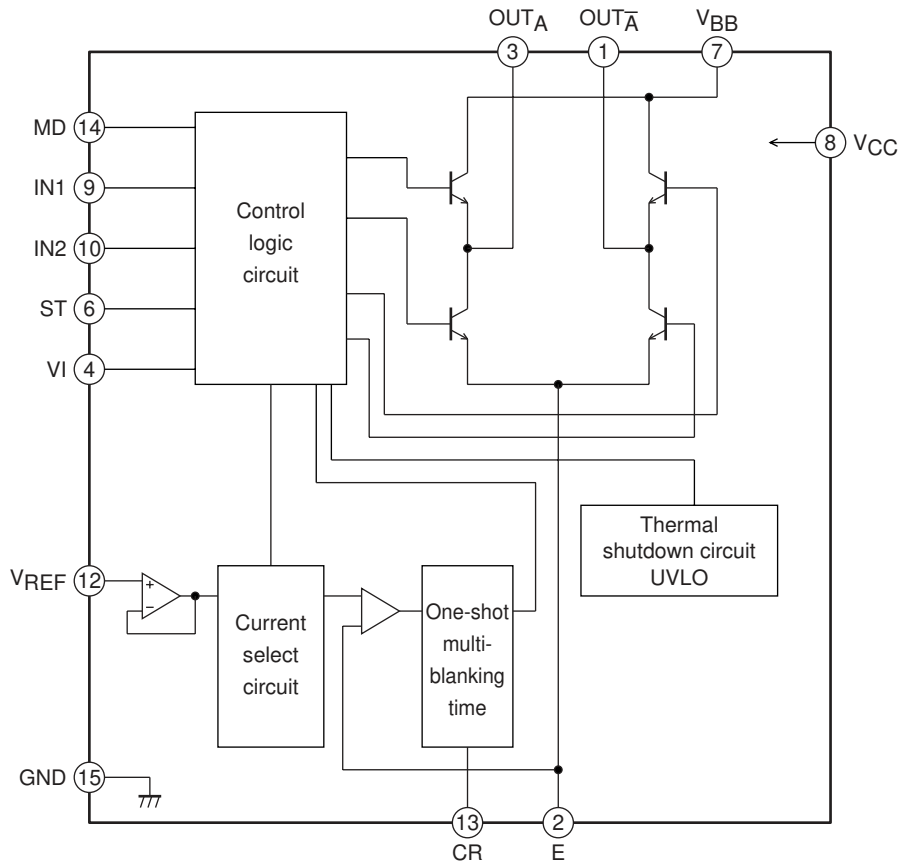 OUTA OUTA̅ VBB
3 1 7
MD 14
8 VCC
IN1 9
IN2 10
ST 6
VI 4
Control
logic
circuit
Thermal
shutdown circuit
UVLO
VREF 12
+
−
Current
select
circuit
One-shot
multi-
blanking
time
GND 15
13 2
CR E